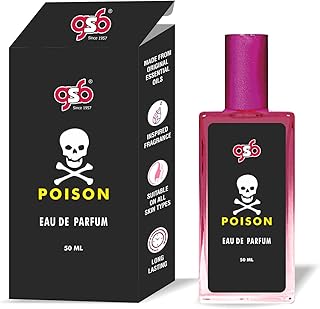 gsb®
Since 1957
POISON
EAU DE PARFUM
50 ML
MADE FROM
ORIGINAL
ESSENTIAL
OILS
INSPIRED
FRAGRANCE
SUITABLE
ON ALL
SKIN TYPES
LONG
LASTING
gsb®
Since 1957
POISON
EAU DE PARFUM
50 ML